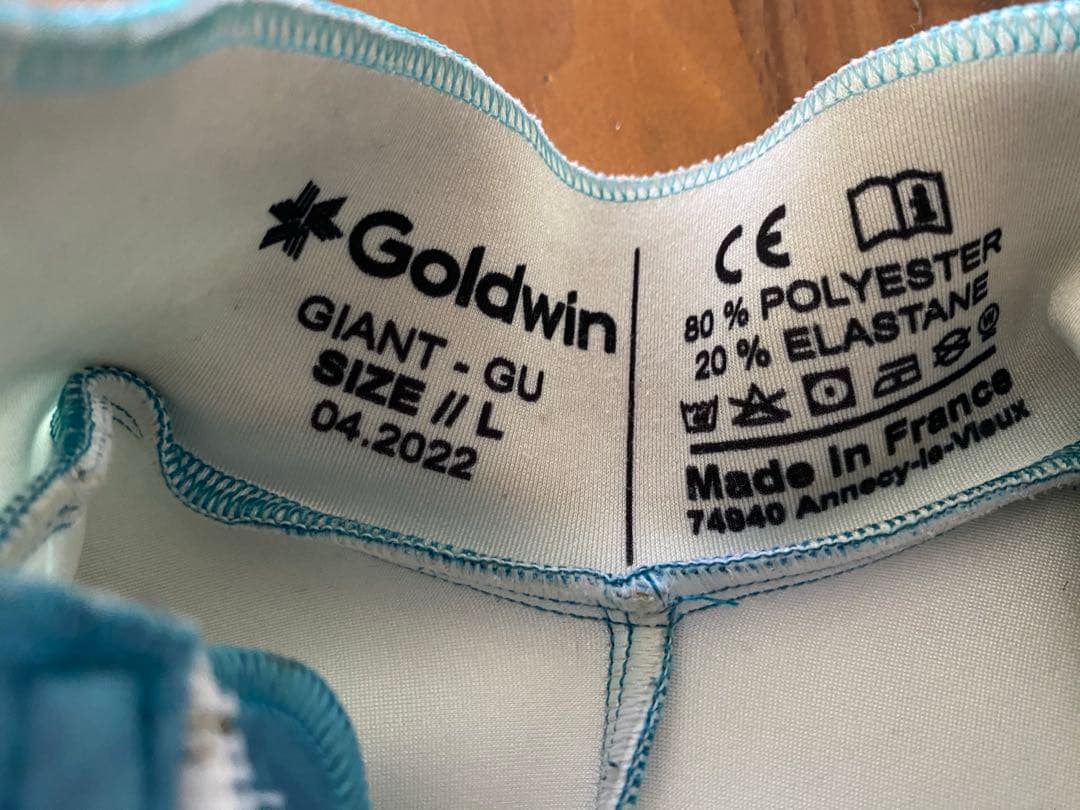 Goldwin
GIANT - GU
SIZE // L
04.2022
CE
80 % POLYESTER
20 % ELASTANE
Made in France
74940 Annecy-le-Vieux